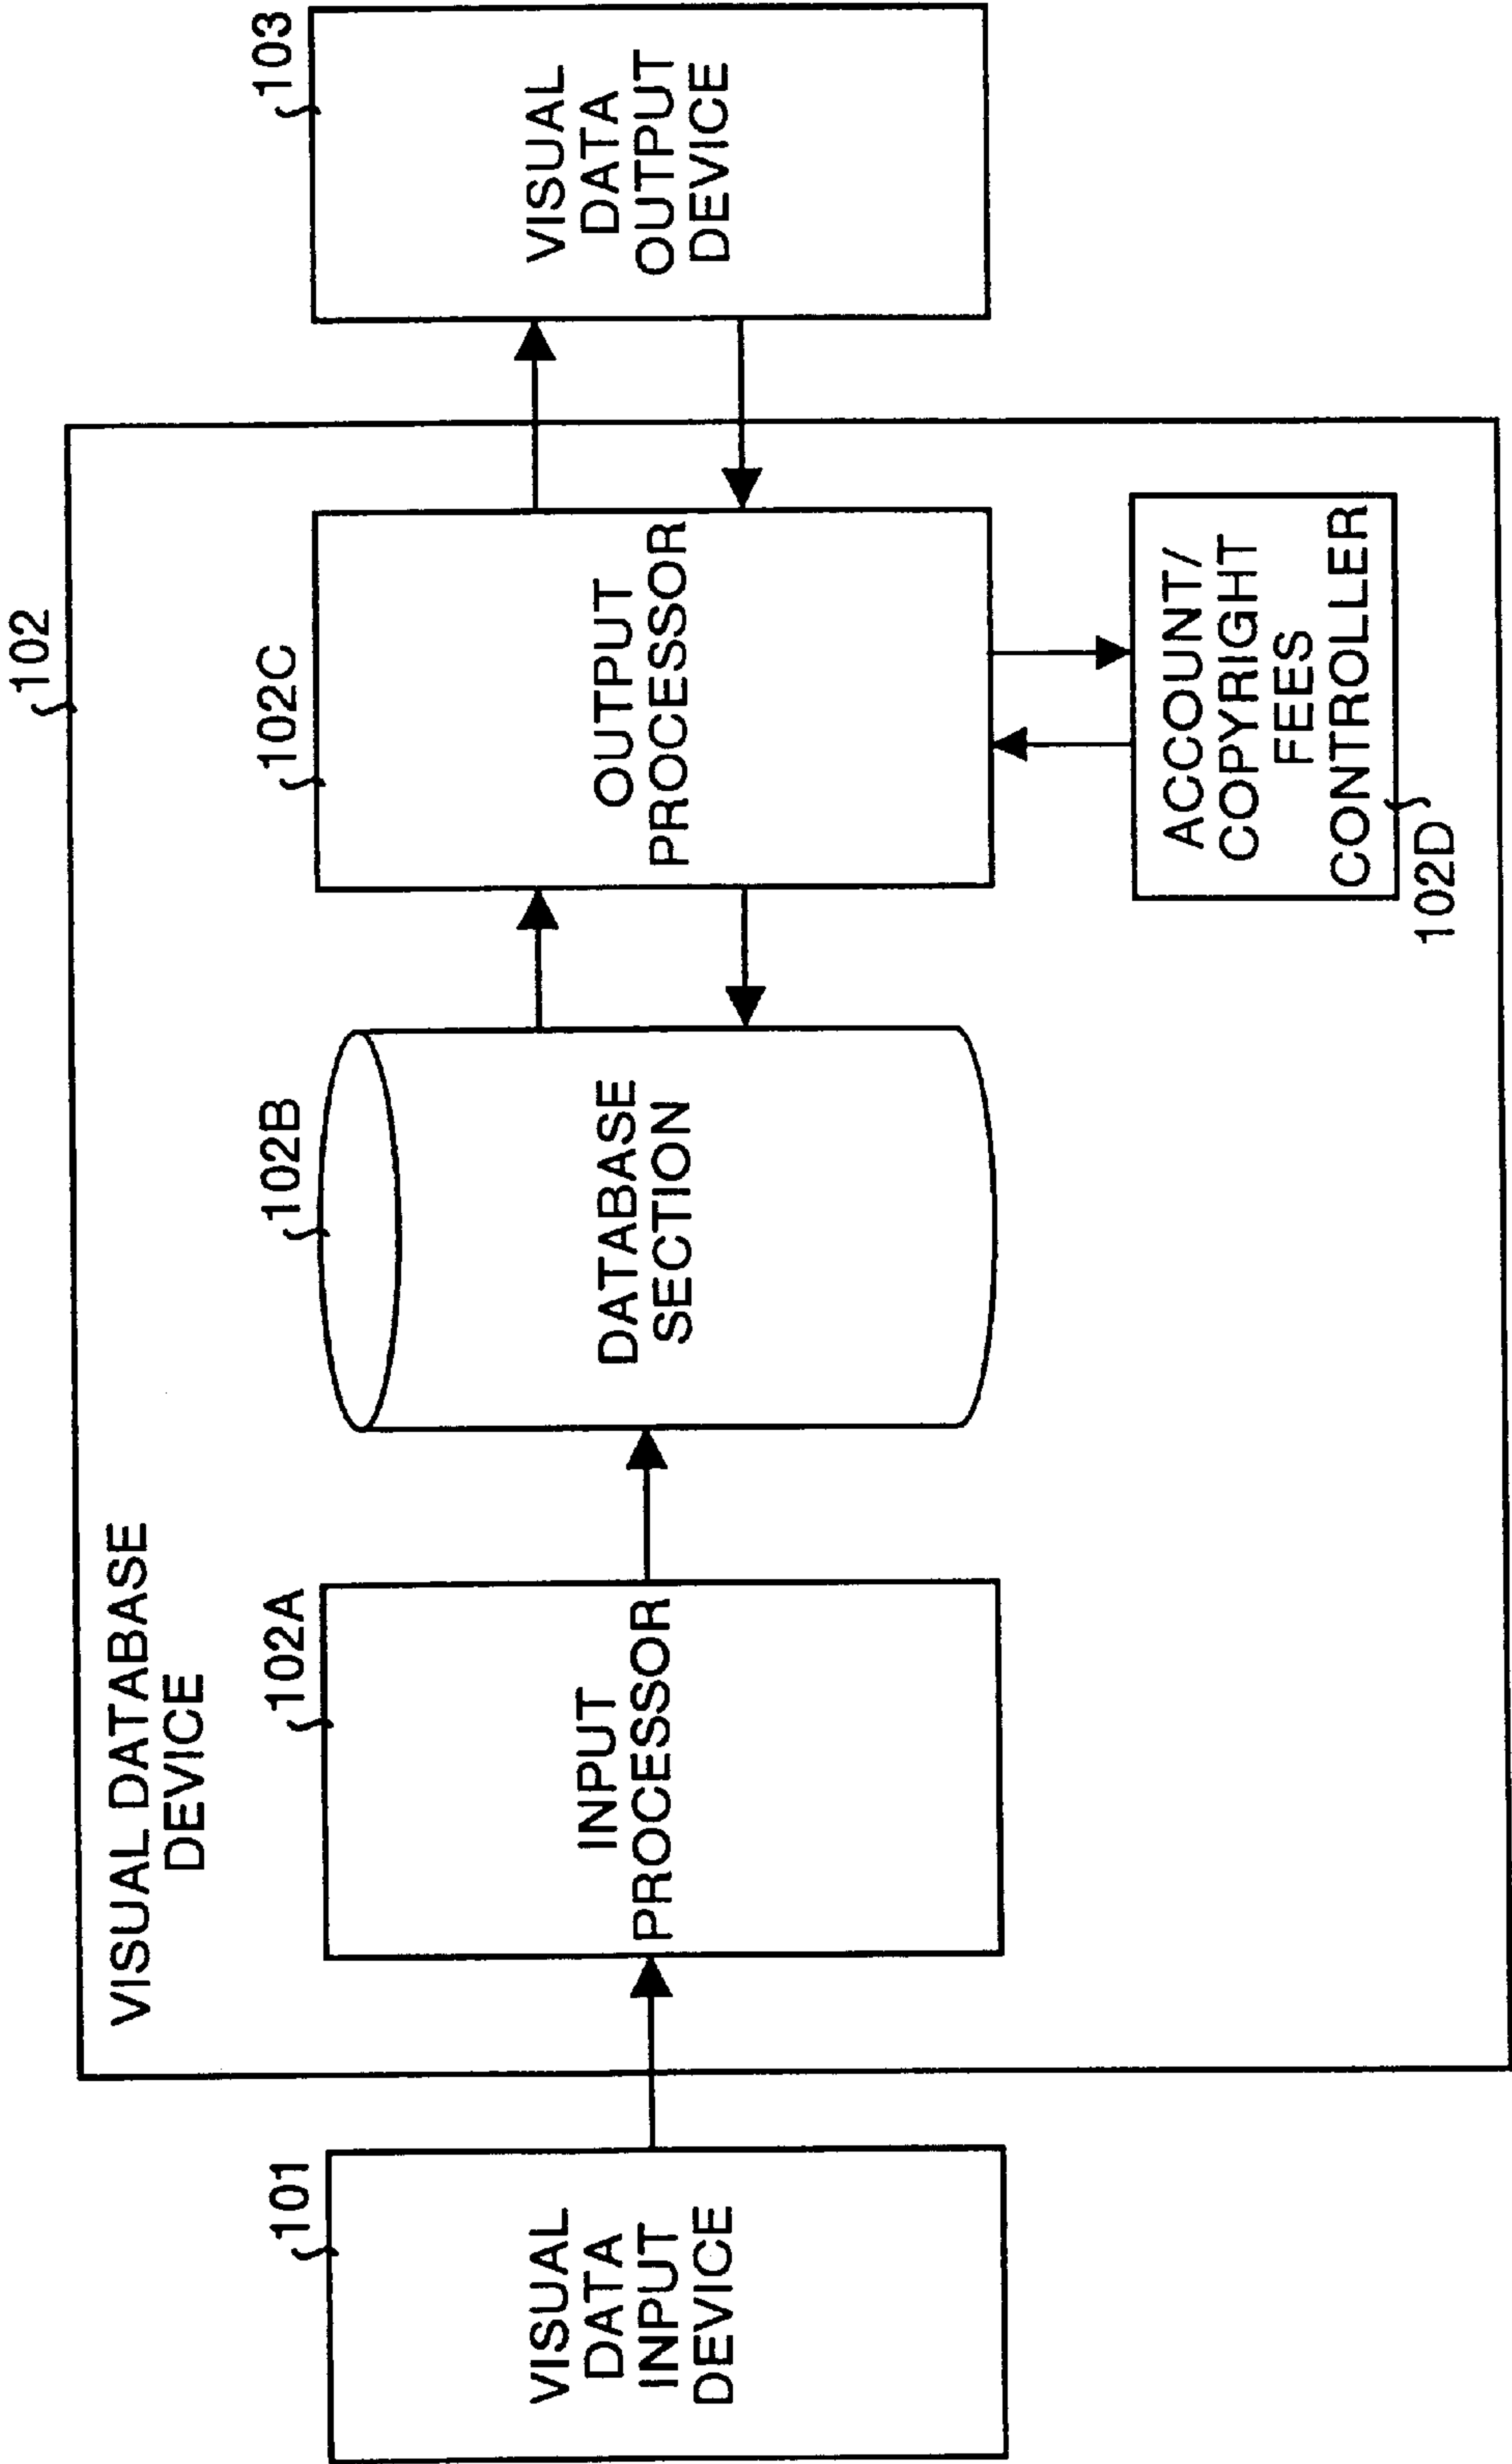 102
VISUAL DATABASE
DEVICE
101
VISUAL
DATA
INPUT
DEVICE
102A
INPUT
PROCESSOR
102B
DATABASE
SECTION
102C
OUTPUT
PROCESSOR
103
VISUAL
DATA
OUTPUT
DEVICE
ACCOUNT/
COPYRIGHT
FEES
CONTROLLER
102D